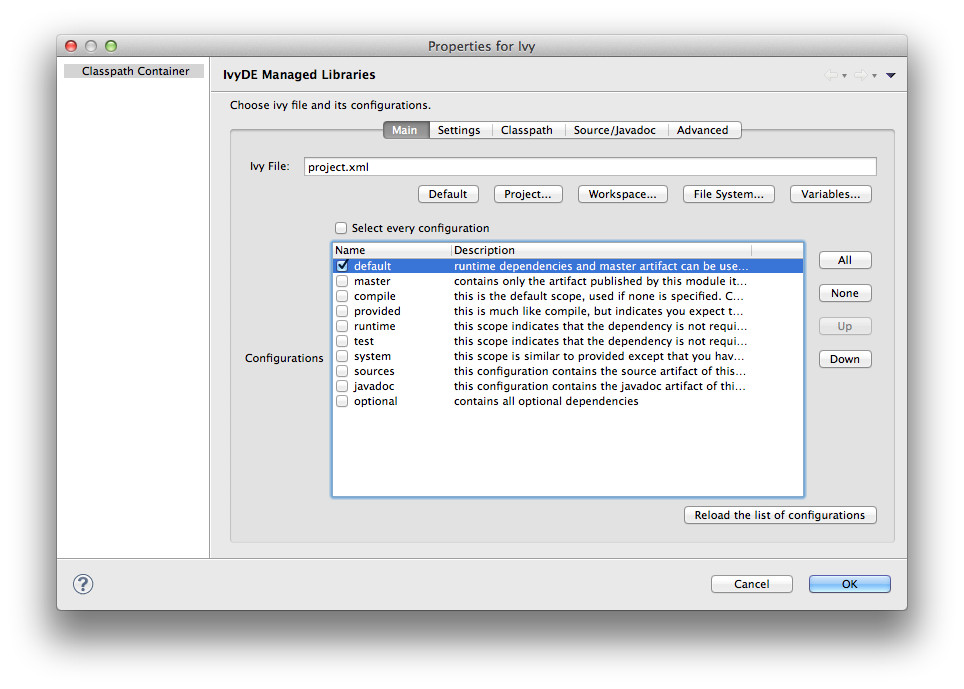 Properties for Ivy
Classpath Container
IvyDE Managed Libraries
Choose ivy file and its configurations.
Main Settings Classpath Source/Javadoc Advanced
Ivy File: project.xml
Default Project... Workspace... File System... Variables...
Select every configuration
Name Description
default runtime dependencies and master artifact can be use...
master contains only the artifact published by this module it...
compile this is the default scope, used if none is specified. C...
provided this is much like compile, but indicates you expect t...
runtime this scope indicates that the dependency is not requi...
test this scope indicates that the dependency is not requi...
system this scope is similar to provided except that you hav...
sources this configuration contains the source artifact of this...
javadoc this configuration contains the javadoc artifact of thi...
optional contains all optional dependencies
Configurations
All
None
Up
Down
Reload the list of configurations
?
Cancel OK